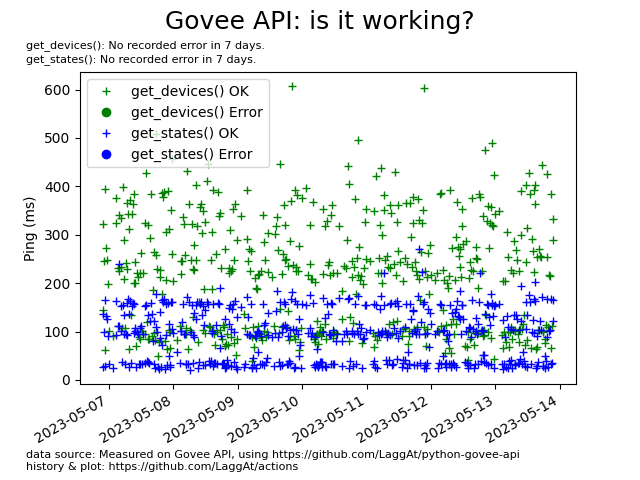 Govee API: is it working?
get_devices(): No recorded error in 7 days.
get_states(): No recorded error in 7 days.
get_devices() OK
get_devices() Error
get_states() OK
get_states() Error
Ping (ms)
600
500
400
300
200
100
0
2023-05-07
2023-05-08
2023-05-09
2023-05-10
2023-05-11
2023-05-12
2023-05-13
2023-05-14
data source: Measured on Govee API, using https://github.com/LaggAt/python-govee-api
history & plot: https://github.com/LaggAt/actions